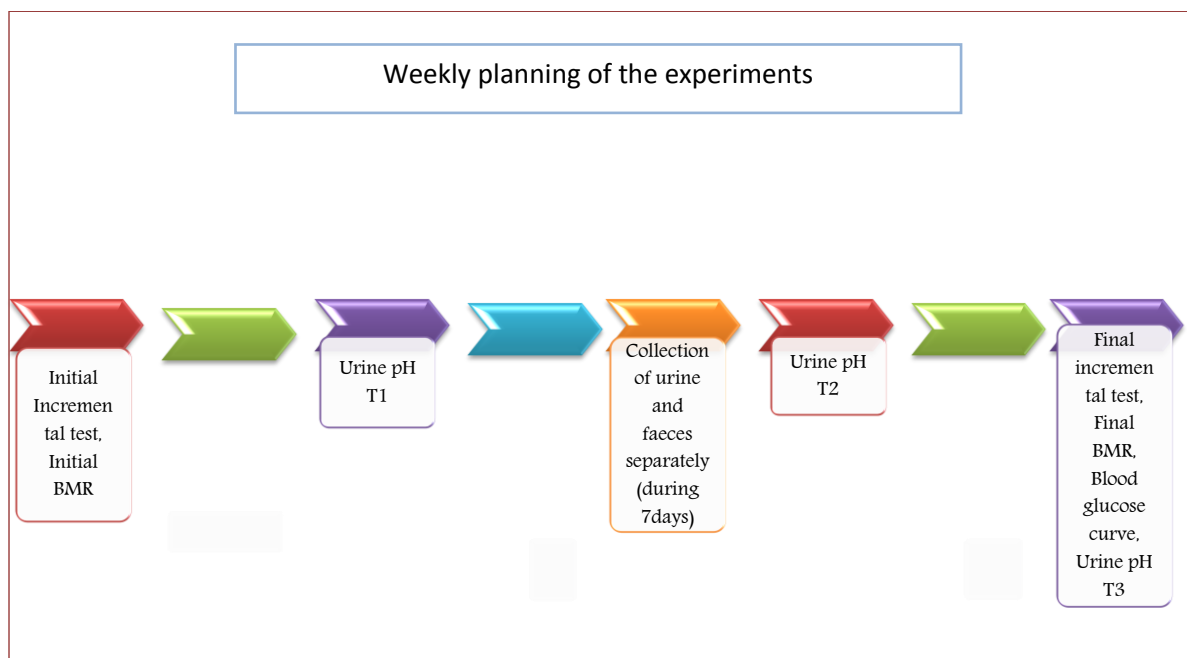 Weekly planning of the experiments
Initial
Incremen
tal test,
Initial
BMR
Urine pH
T1
Collection
of urine
and
faeces
separately
(during
7days)
Urine pH
T2
Final
incremen
tal test,
Final
BMR,
Blood
glucose
curve,
Urine pH
T3